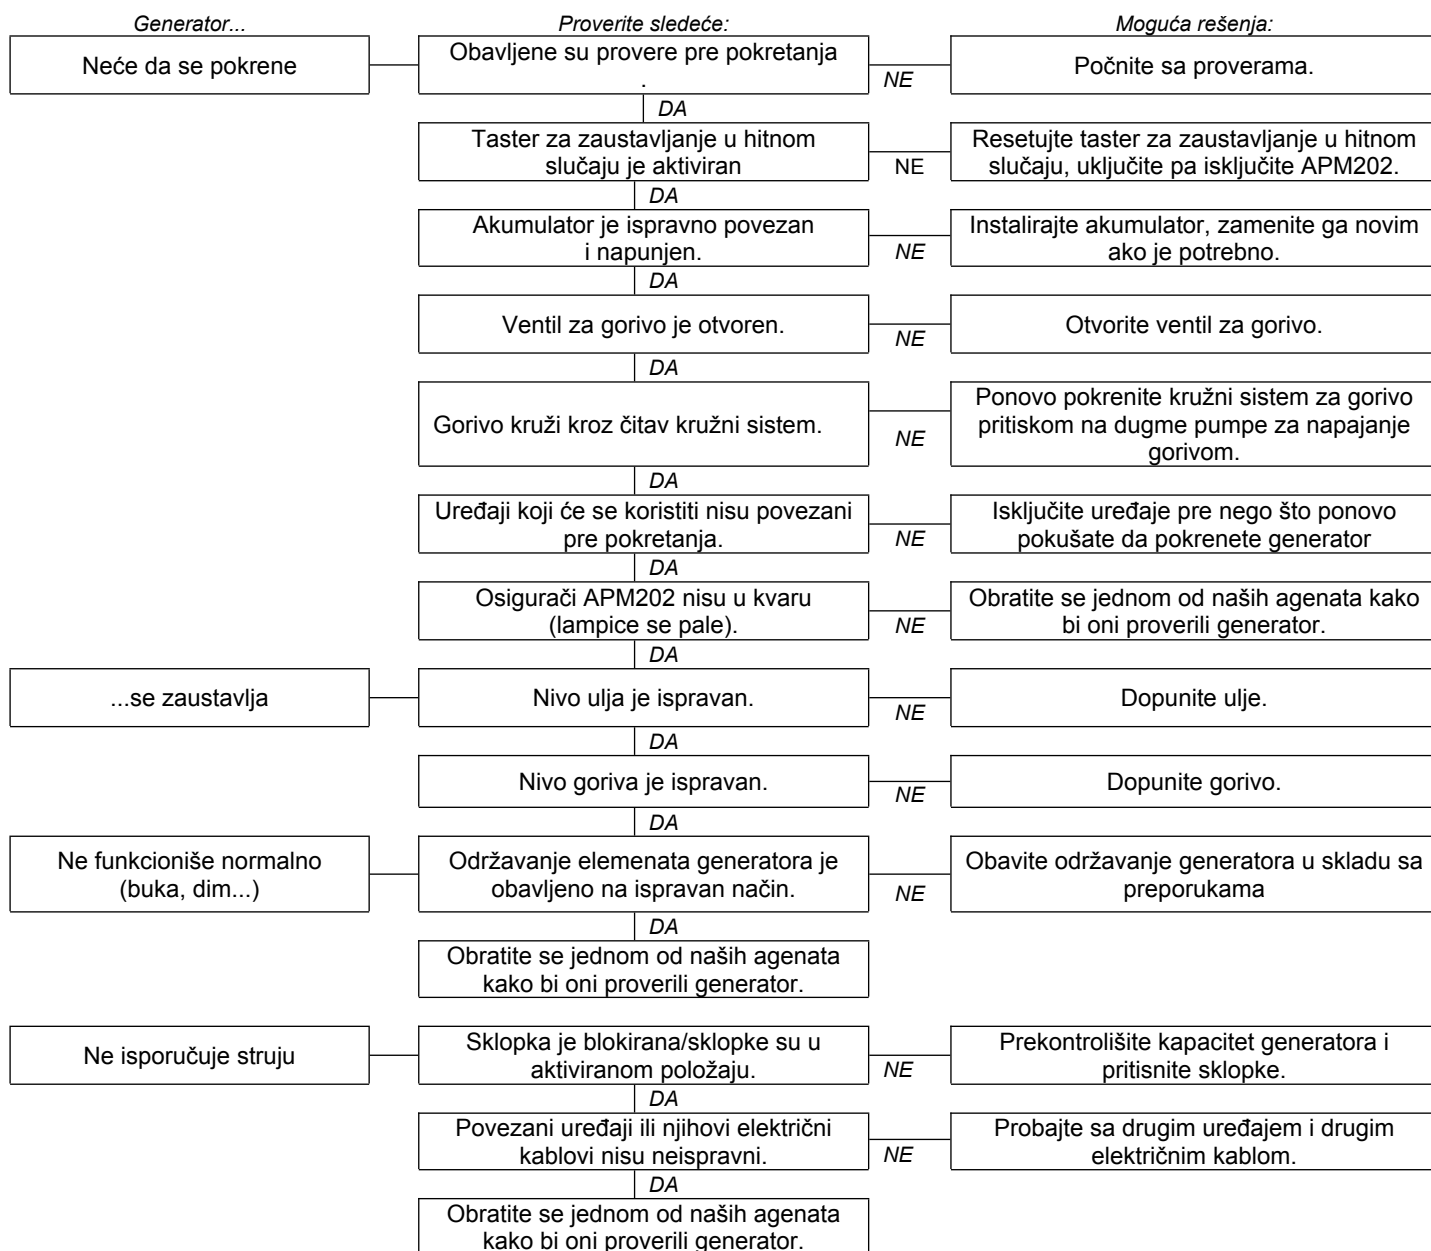 Generator...
Proverite sledeće:
Moguća rešenja:
Neće da se pokrene
Obavljene su provere pre pokretanja
.
NE
Počnite sa proverama.
DA
Taster za zaustavljanje u hitnom
slučaju je aktiviran
NE
Resetujte taster za zaustavljanje u hitnom
slučaju, uključite pa isključite APM202.
DA
Akumulator je ispravno povezan
i napunjen.
NE
Instalirajte akumulator, zamenite ga novim
ako je potrebno.
DA
Ventil za gorivo je otvoren.
NE
Otvorite ventil za gorivo.
DA
Gorivo kruži kroz čitav kružni sistem.
NE
Ponovo pokrenite kružni sistem za gorivo
pritiskom na dugme pumpe za napajanje
gorivom.
DA
Uređaji koji će se koristiti nisu povezani
pre pokretanja.
NE
Isključite uređaje pre nego što ponovo
pokušate da pokrenete generator
DA
Osigurači APM202 nisu u kvaru
(lampice se pale).
NE
Obratite se jednom od naših agenata kako
bi oni proverili generator.
DA
...se zaustavlja
Nivo ulja je ispravan.
NE
Dopunite ulje.
DA
Nivo goriva je ispravan.
NE
Dopunite gorivo.
DA
Ne funkcioniše normalno
(buka, dim...)
Održavanje elemenata generatora je
obavljeno na ispravan način.
NE
Obavite održavanje generatora u skladu sa
preporukama
DA
Obratite se jednom od naših agenata
kako bi oni proverili generator.
Ne isporučuje struju
Sklopka je blokirana/sklopke su u
aktiviranom položaju.
NE
Prekontrolišite kapacitet generatora i
pritisnite sklopke.
DA
Povezani uređaji ili njihovi električni
kablovi nisu neispravni.
NE
Probajte sa drugim uređajem i drugim
električnim kablom.
DA
Obratite se jednom od naših agenata
kako bi oni proverili generator.